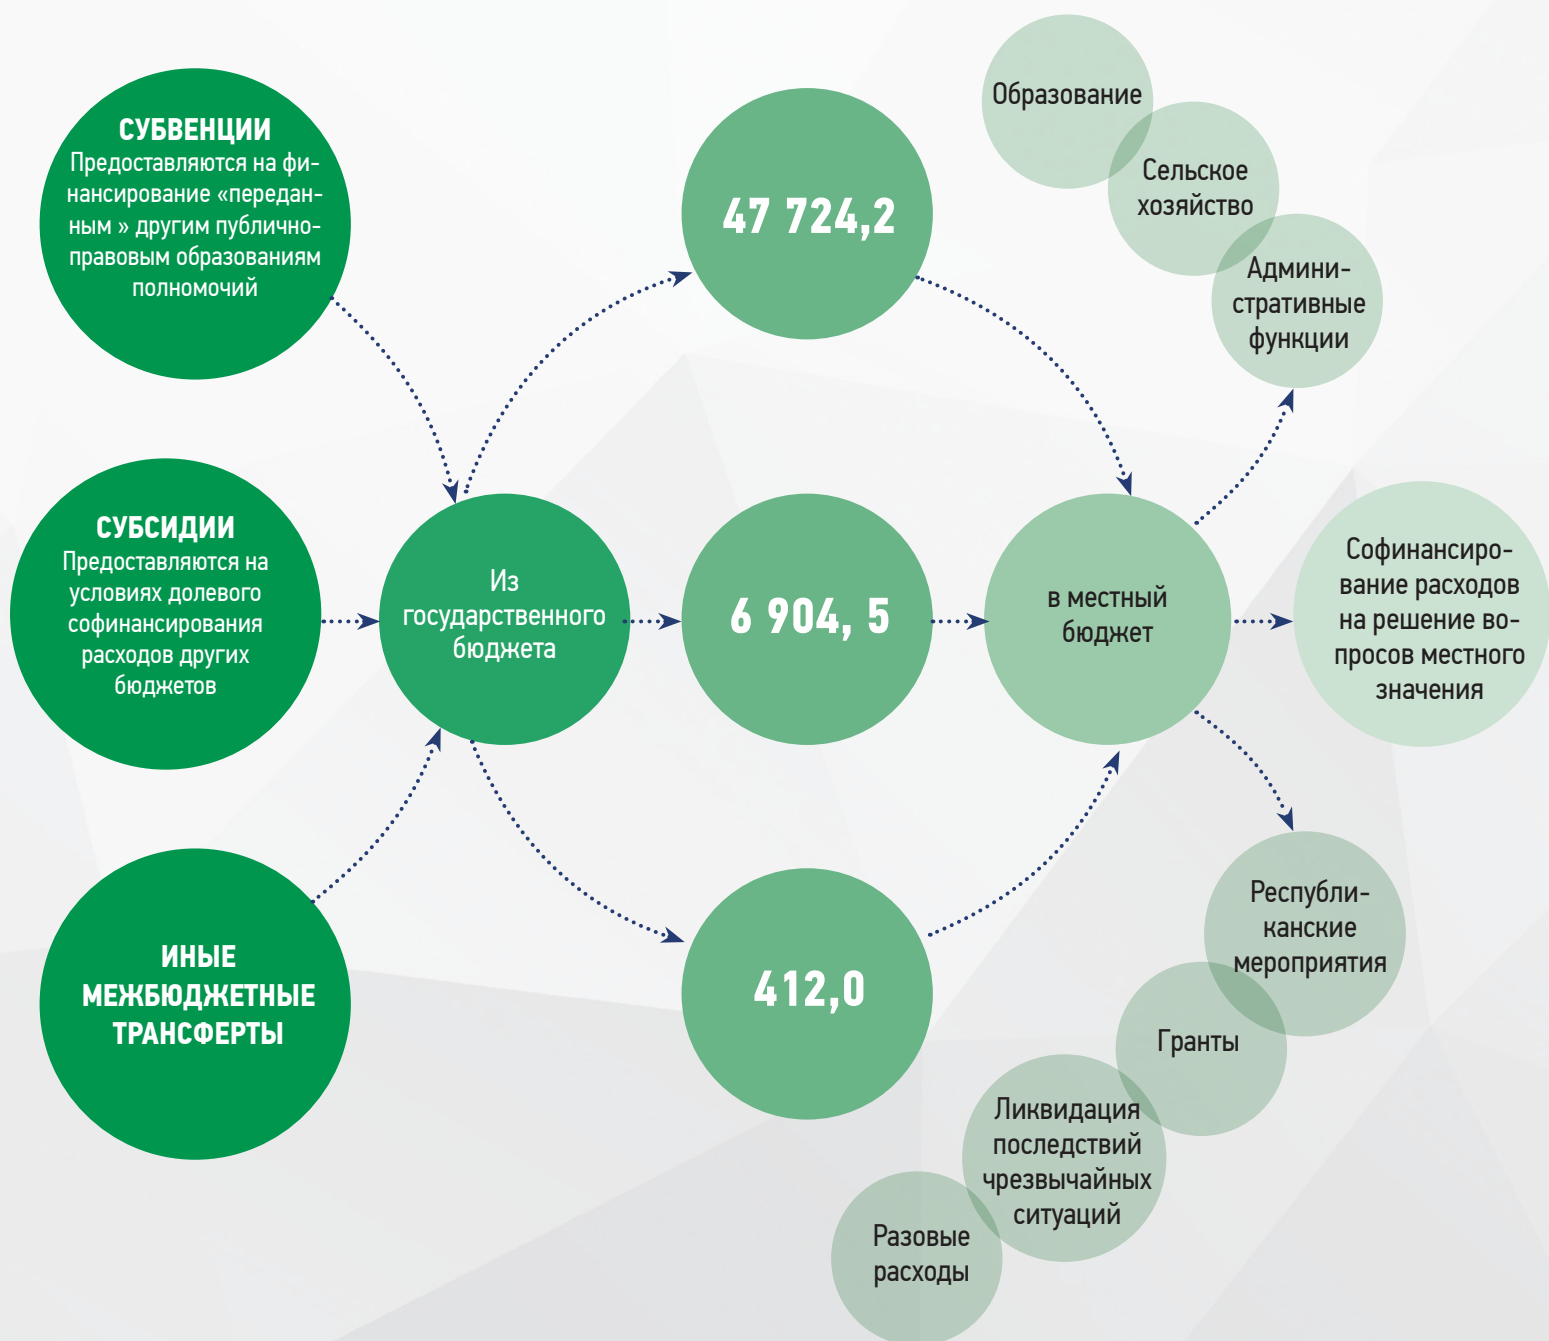 СУБВЕНЦИИ
Предоставляются на фи-
нансирование «передан-
ным » другим публично-
правовым образованиям
полномочий
СУБСИДИИ
Предоставляются на
условиях долевого
софинансирования
расходов других
бюджетов
ИНЫЕ
МЕЖБЮДЖЕТНЫЕ
ТРАНСФЕРТЫ
Из
государственного
бюджета
47 724,2
6 904, 5
412,0
в местный
бюджет
Образование
Сельское
хозяйство
Админи-
стративные
функции
Софинансиро-
вание расходов
на решение во-
просов местного
значения
Республи-
канские
мероприятия
Гранты
Ликвидация
последствий
чрезвычайных
ситуаций
Разовые
расходы